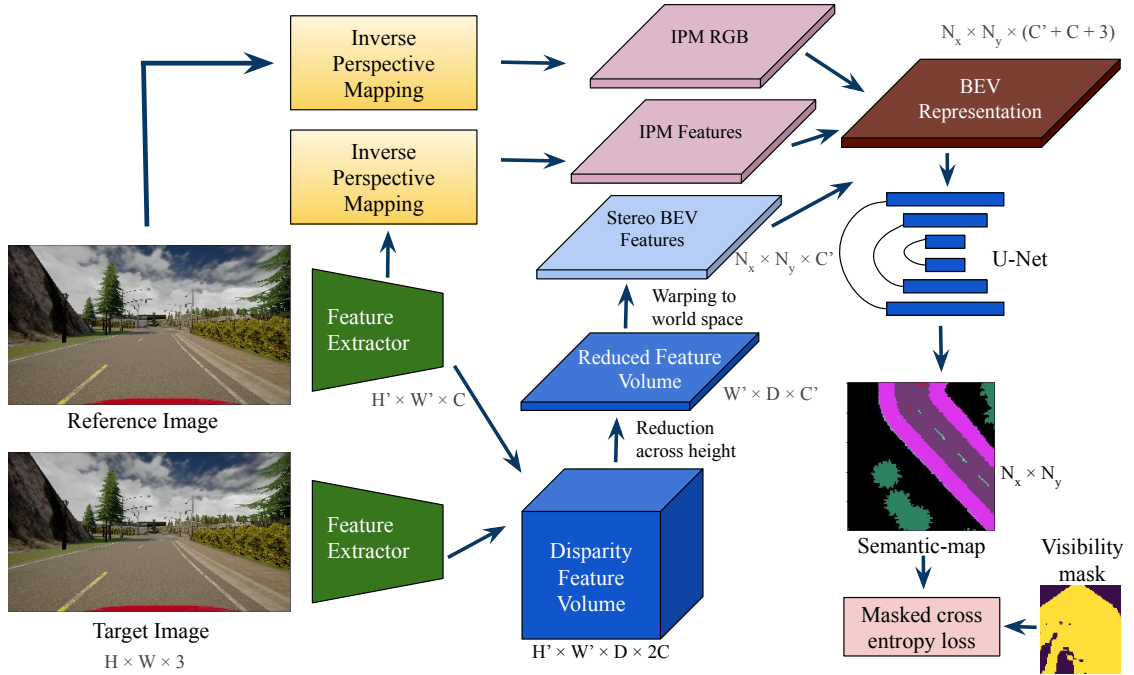 Inverse
Perspective
Mapping
IPM RGB
N_x × N_y × (C’ + C + 3)
BEV
Representation
Inverse
Perspective
Mapping
IPM Features
Stereo BEV
Features
N_x × N_y × C’
U-Net
Feature
Extractor
Warping to
world space
Reduced Feature
Volume
W’ × D × C’
H’ × W’ × C
Reference Image
Reduction
across height
Feature
Extractor
Disparity
Feature
Volume
H’ × W’ × D × 2C
Target Image
H × W × 3
N_x × N_y
Semantic-map
Visibility
mask
Masked cross
entropy loss